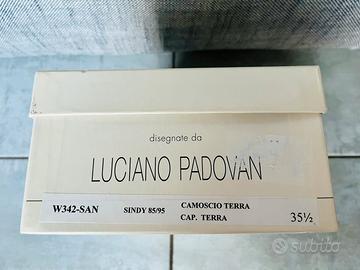 disegnate da
LUCIANO PADOVAN
W342-SAN SINDY 85/95 CAMOSCIO TERRA
CAP. TERRA 35½
subito